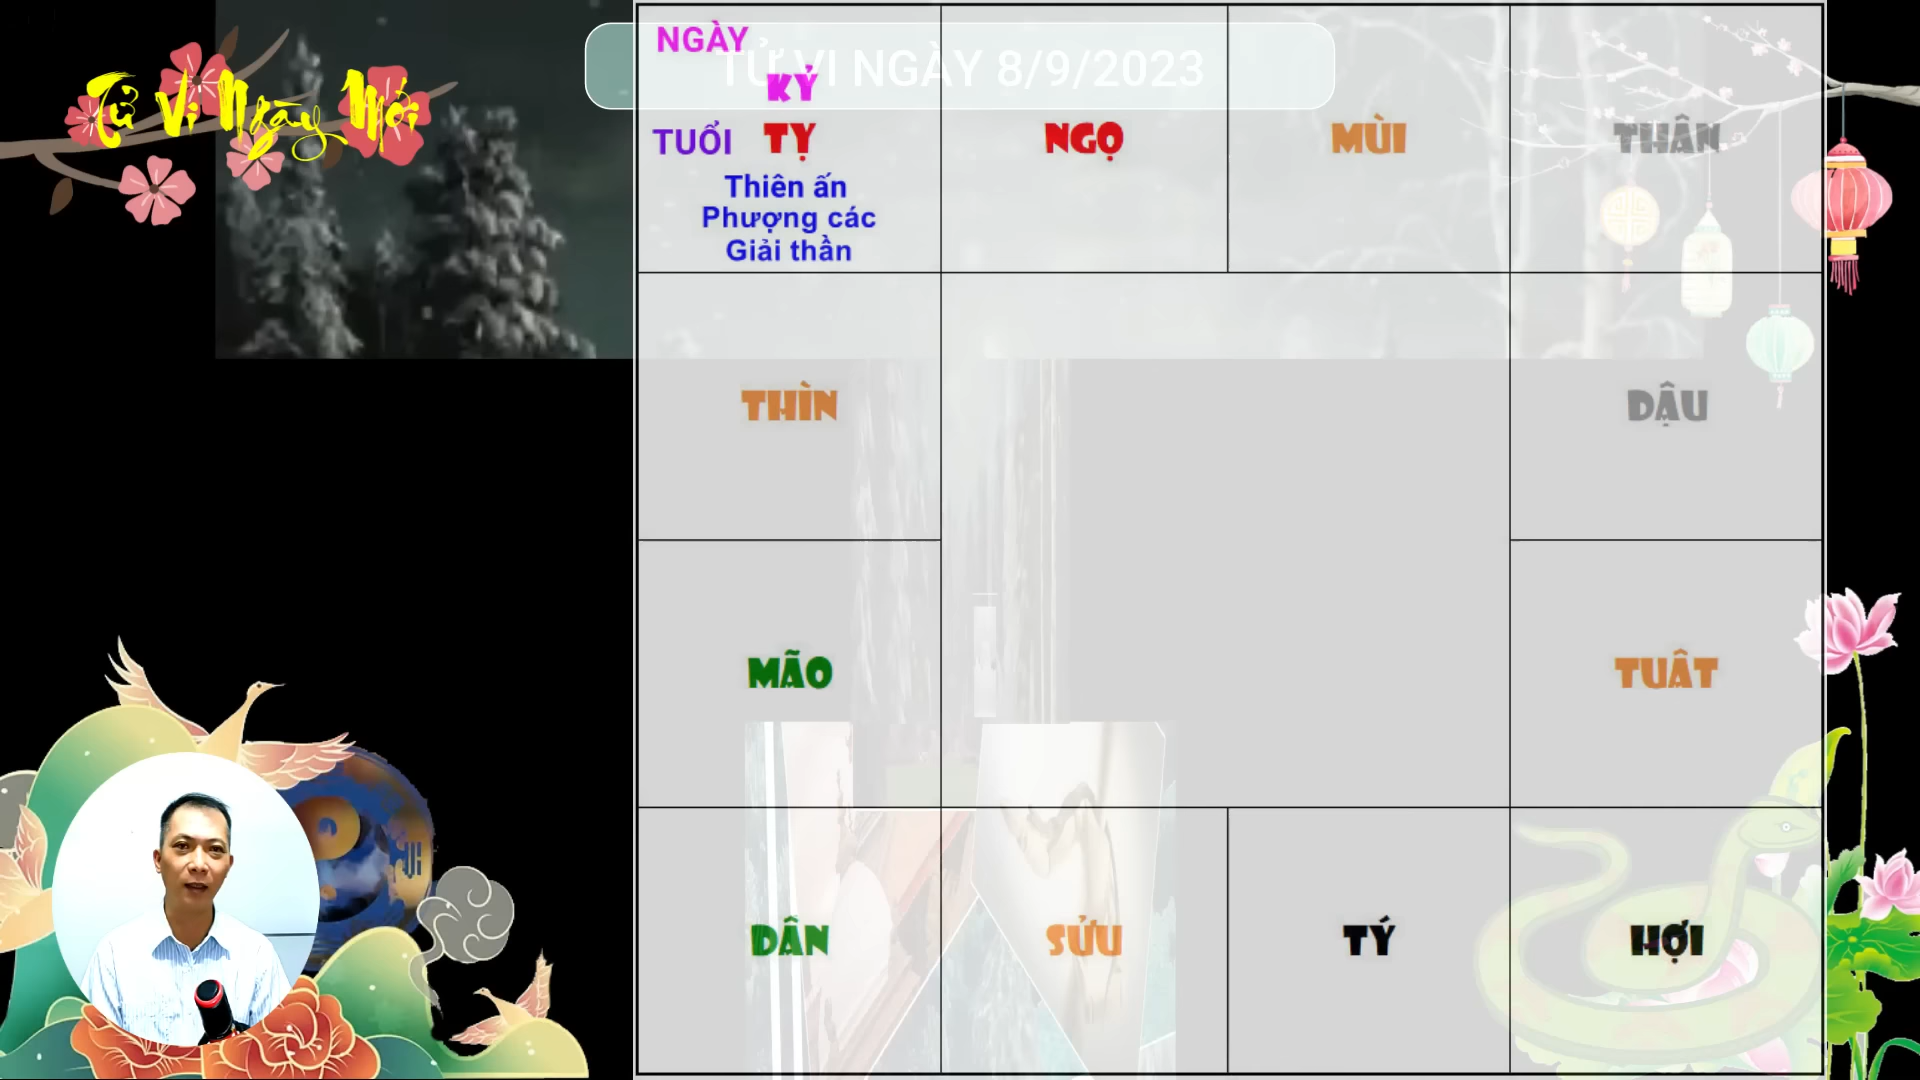 Tử Vi Ngày Mới
TỬ VI NGÀY 8/9/2023
NGÀY
KỶ
TUỔI TỴ
Thiên ấn
Phượng các
Giải thần
NGỌ
MÙI
THÂN
THÌN
DẬU
MÃO
TUẤT
DẦN
SỬU
TÝ
HỢI